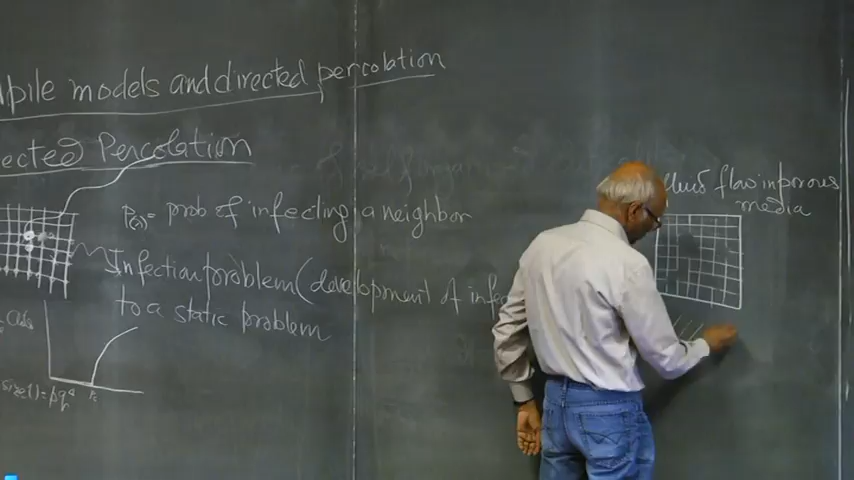 pile models and directed percolation
ected Percolation
= prob of infecting a neighbor
Infection problem (development of infe
to a static problem
fluid flow in porous
media